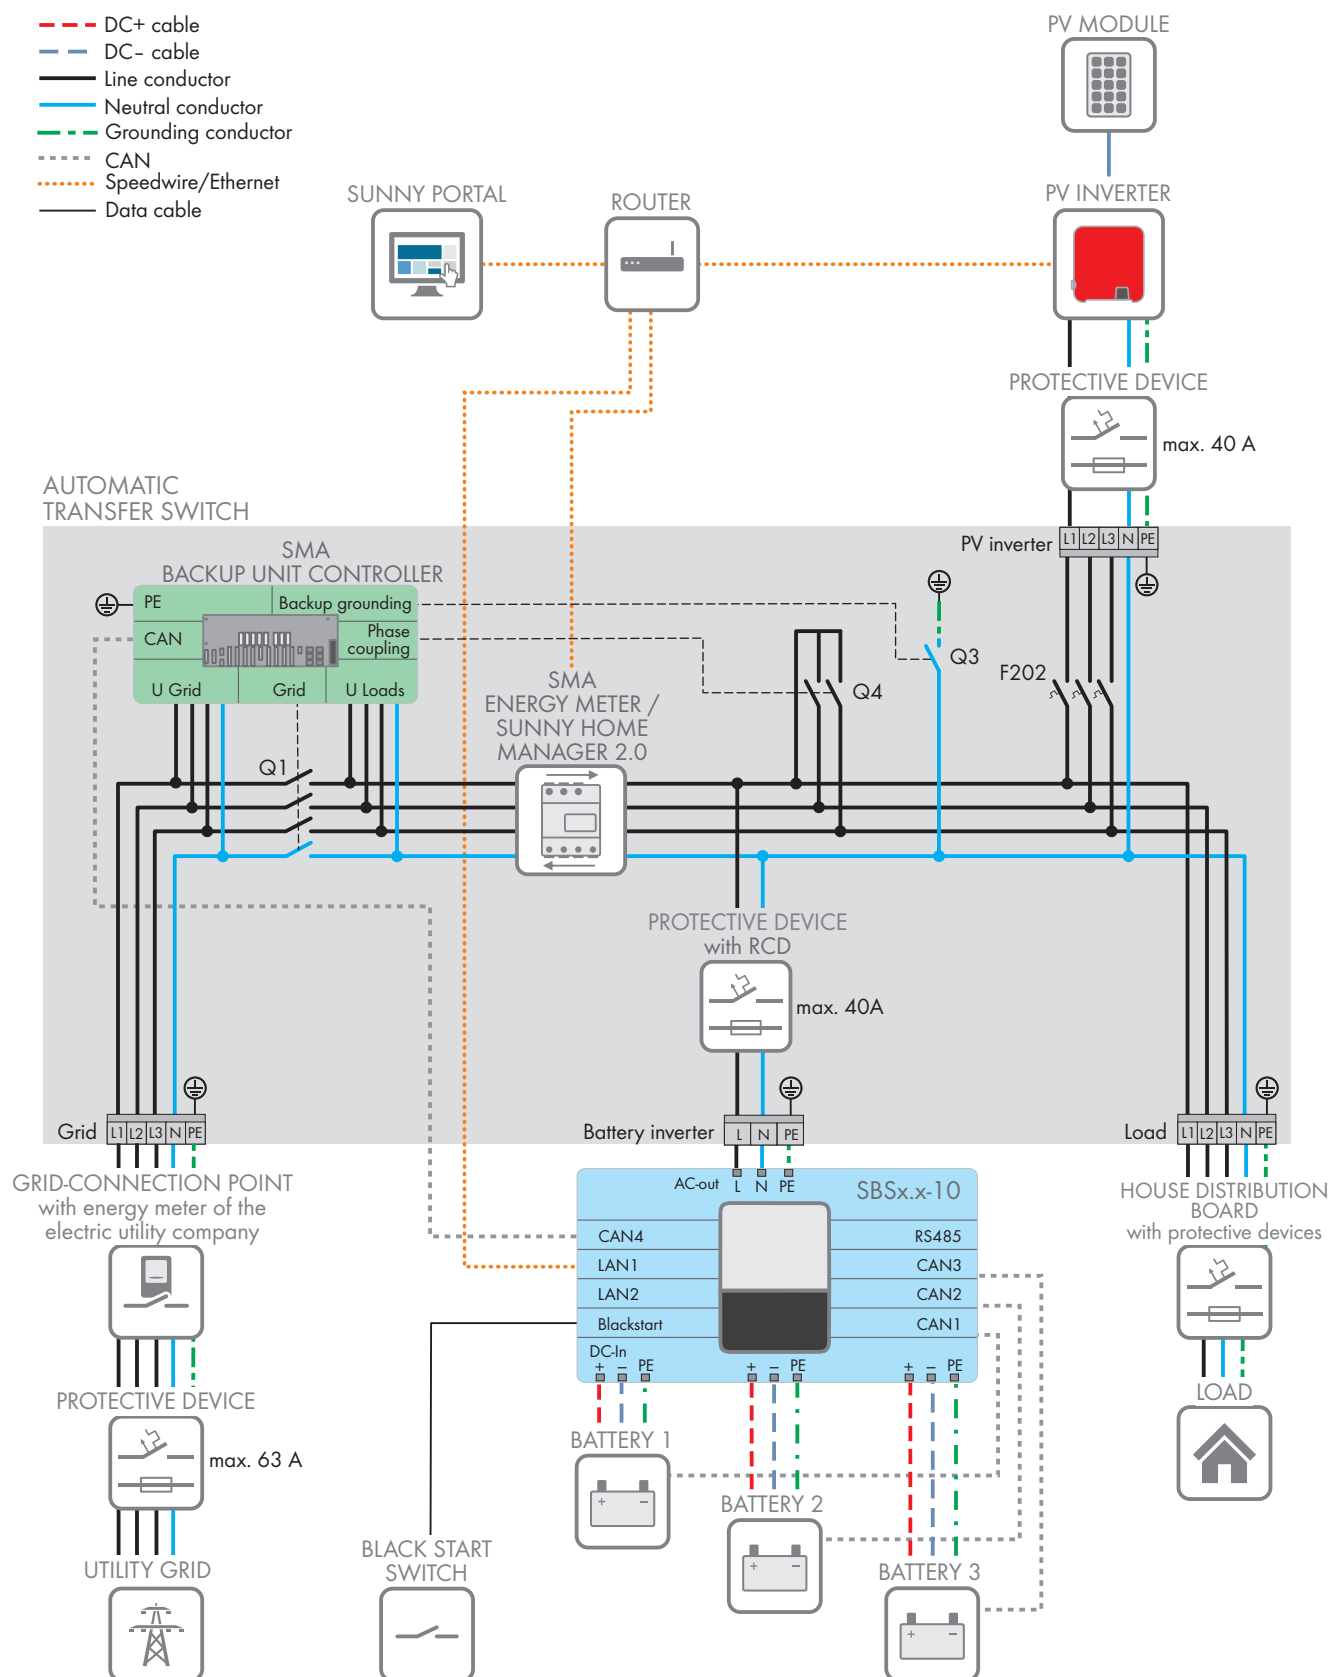 DC+ cable
DC– cable
Line conductor
Neutral conductor
Grounding conductor
CAN
Speedwire/Ethernet
Data cable
PV MODULE
SUNNY PORTAL
ROUTER
PV INVERTER
PROTECTIVE DEVICE
max. 40 A
AUTOMATIC
TRANSFER SWITCH
SMA
BACKUP UNIT CONTROLLER
PE
Backup grounding
CAN
Phase
coupling
U Grid
Grid
U Loads
PV inverter
L1 L2 L3 N PE
Q3
Q4
F202
SMA
ENERGY METER /
SUNNY HOME
MANAGER 2.0
Q1
PROTECTIVE DEVICE
with RCD
max. 40A
Grid
L1 L2 L3 N PE
Battery inverter
L N PE
Load
L1 L2 L3 N PE
GRID-CONNECTION POINT
with energy meter of the
electric utility company
AC-out
L N PE
SBSx.x-10
CAN4
RS485
LAN1
CAN3
LAN2
CAN2
Blackstart
CAN1
DC-In
+ – PE
+ – PE
+ – PE
HOUSE DISTRIBUTION
BOARD
with protective devices
PROTECTIVE DEVICE
max. 63 A
LOAD
BATTERY 1
+ –
BATTERY 2
+ –
BATTERY 3
+ –
UTILITY GRID
BLACK START
SWITCH